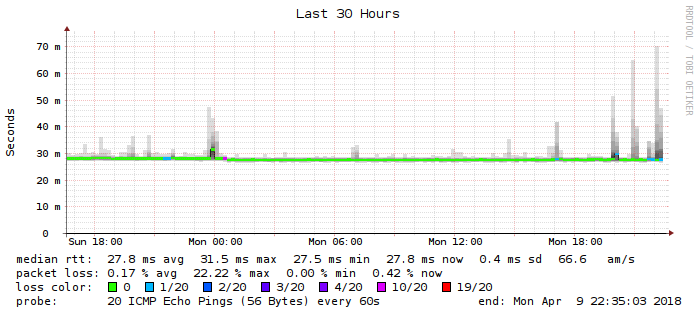 Last 30 Hours
RRDTOOL / TOBI OETIKER
Seconds
70 m
60 m
50 m
40 m
30 m
20 m
10 m
0
Sun 18:00 Mon 00:00 Mon 06:00 Mon 12:00 Mon 18:00
median rtt: 27.8 ms avg 31.5 ms max 27.5 ms min 27.8 ms now 0.4 ms sd 66.6 am/s
packet loss: 0.17 % avg 22.22 % max 0.00 % min 0.42 % now
loss color: 0 1/20 2/20 3/20 4/20 10/20 19/20
probe: 20 ICMP Echo Pings (56 Bytes) every 60s end: Mon Apr 9 22:35:03 2018